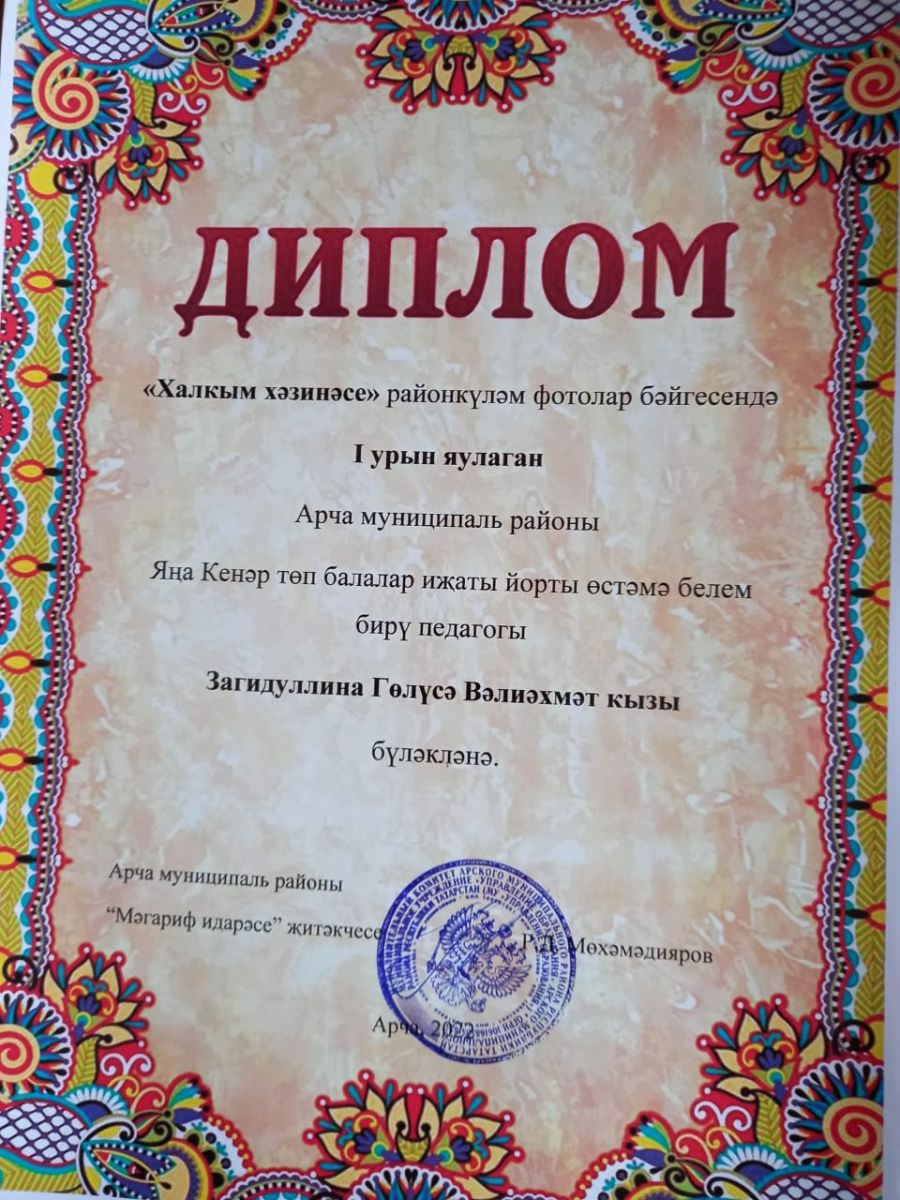 ДИПЛОМ
«Халкым хәзинәсе» районкүләм фотолар бәйгесендә
I урын яулаган
Арча муниципаль районы
Яңа Кенәр төп балалар иҗаты йорты өстәмә белем
бирү педагогы
Загидуллина Гөлүсә Вәлиәхмәт кызы
бүләкләнә.
Арча муниципаль районы
“Мәгариф идарәсе” җитәкчесе
Мөхәмәдияров
Арча, 2022